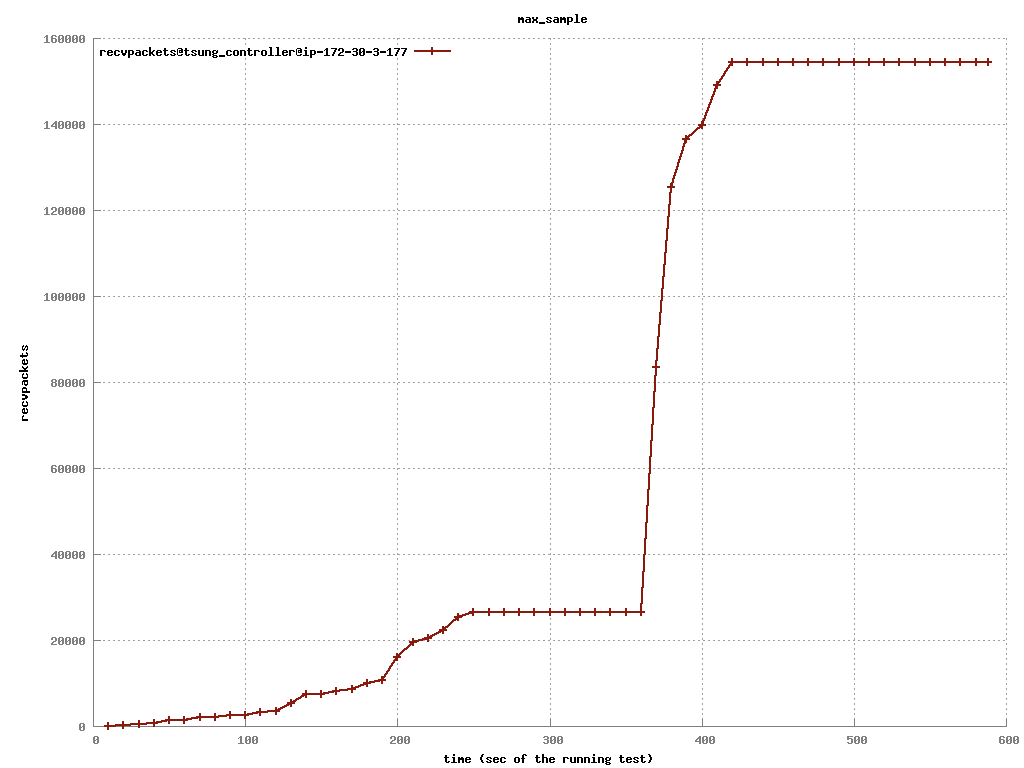 max_sample
160000
recvpackets@tsung_controller@ip-172-30-3-177
140000
120000
100000
80000
60000
40000
20000
0
recvpackets
0 100 200 300 400 500 600
time (sec of the running test)